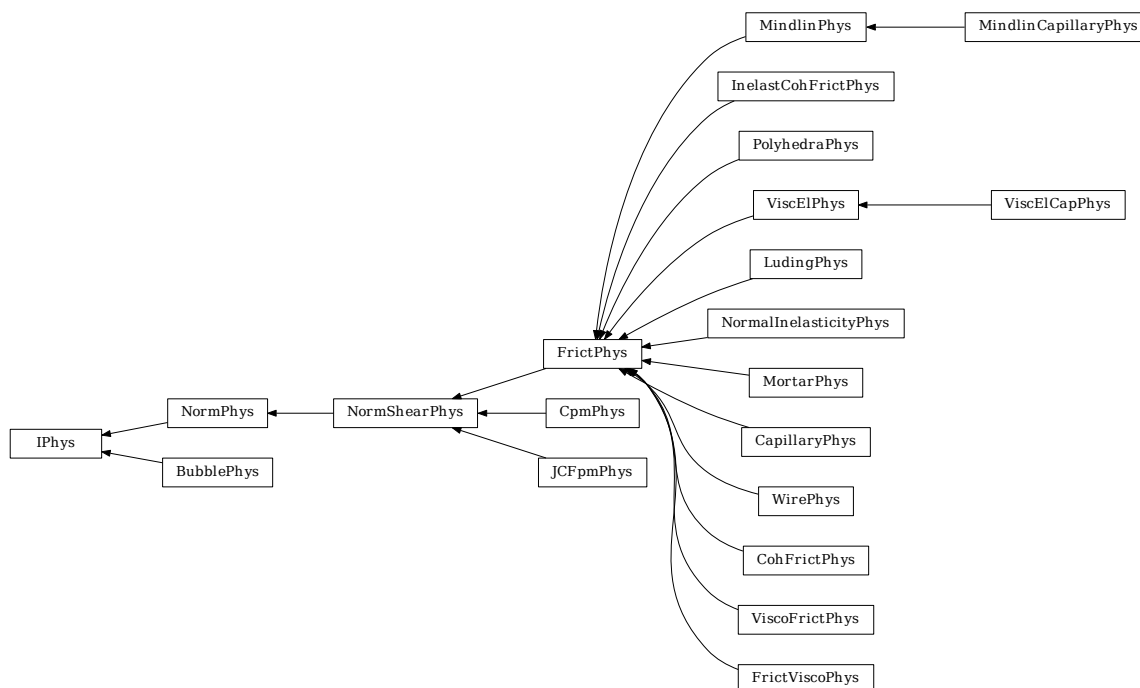 MindlinPhys
MindlinCapillaryPhys
InelastCohFrictPhys
PolyhedraPhys
ViscElPhys
ViscElCapPhys
LudingPhys
NormalInelasticityPhys
FrictPhys
MortarPhys
NormPhys
NormShearPhys
CpmPhys
CapillaryPhys
IPhys
BubblePhys
JCFpmPhys
WirePhys
CohFrictPhys
ViscoFrictPhys
FrictViscoPhys